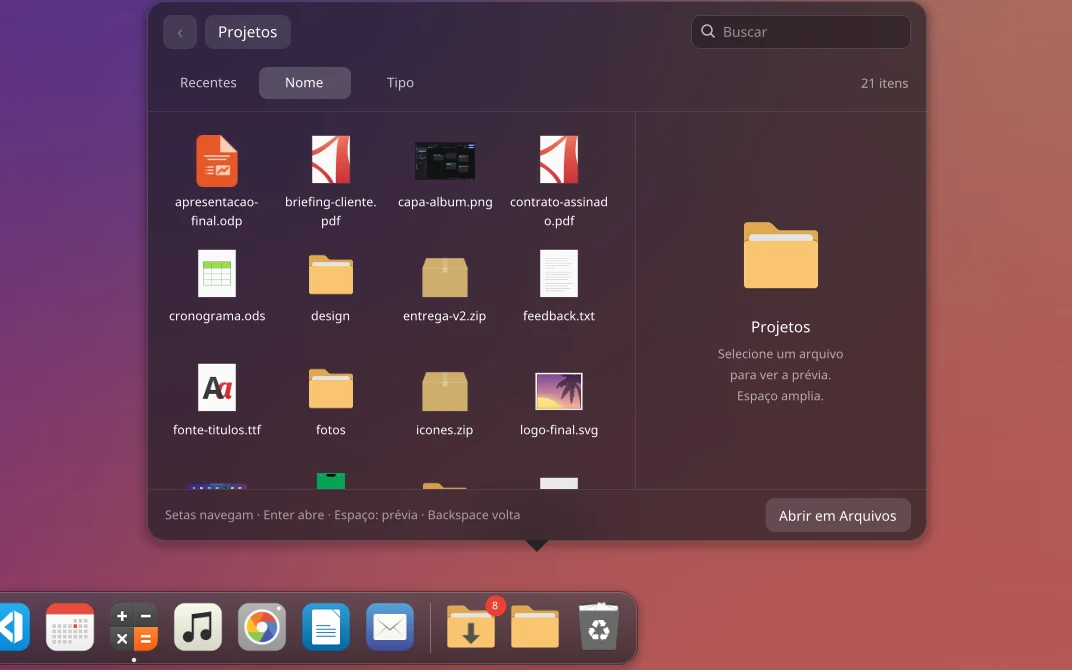 ‹ Projetos
Buscar
Recentes Nome Tipo 21 itens
apresentacao-
final.odp
briefing-cliente.
pdf
capa-album.png
contrato-assinad
o.pdf
cronograma.ods
design
entrega-v2.zip
feedback.txt
Aa
fonte-titulos.ttf
fotos
icones.zip
logo-final.svg
Projetos
Selecione um arquivo
para ver a prévia.
Espaço amplia.
Setas navegam · Enter abre · Espaço: prévia · Backspace volta
Abrir em Arquivos
8